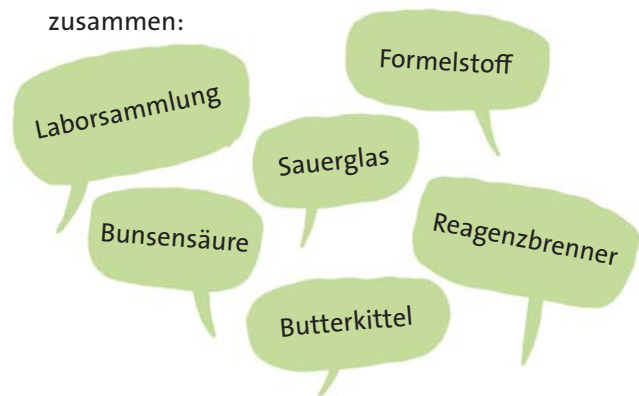 zusammen:
Formelstoff
Laborsammlung
Sauerglas
Bunsensäure
Reagenzbrenner
Butterkittel